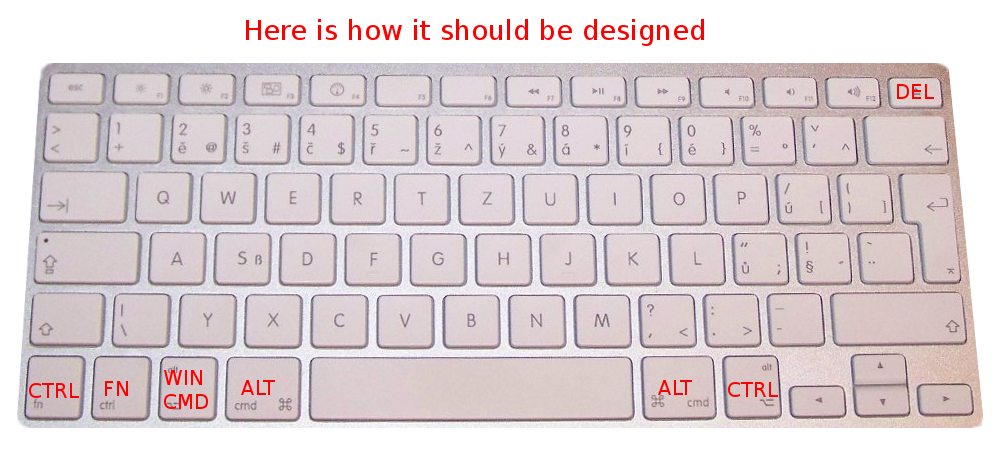 Here is how it should be designed
esc F1 F2 F3 F4 F5 F6 F7 F8 F9 F10 F11 F12 DEL
> 1 2 3 4 5 6 7 8 9 0 % ˇ
< + ě @ š # č $ ř ~ ž ^ ý & á * í { é } = ° ´ ^
Q W E R T Z U I O P / (
ú [ ) ]
A S ß D F G H J K L " ! ¨
ů ; § ´ ..
| Y X C V B N M ? : _
\ , < . > -
CTRL FN alt WIN ALT ALT alt CTRL
fn ctrl CMD cmd ⌘ ⌘ cmd ⌥